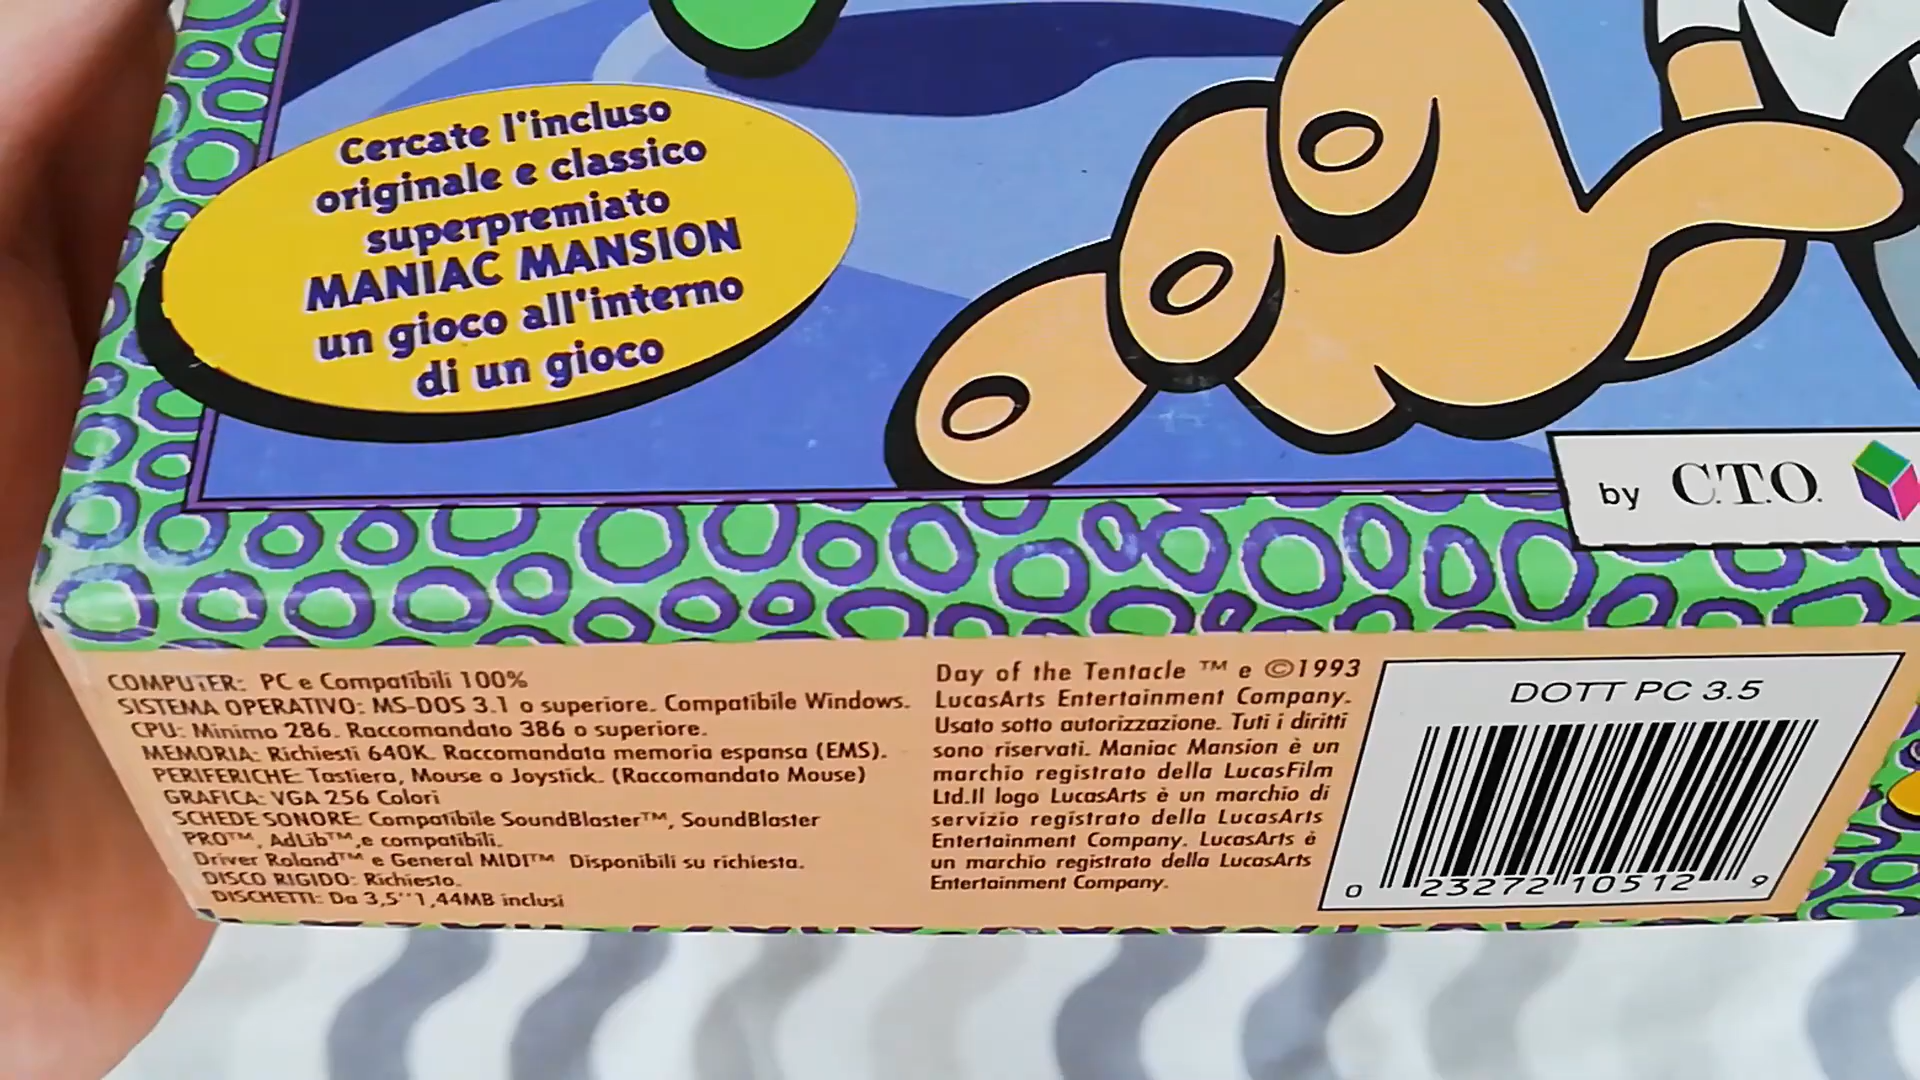 Cercate l'incluso
originale e classico
superpremiato
MANIAC MANSION
un gioco all'interno
di un gioco
by C.T.O.
COMPUTER: PC e Compatibili 100%
SISTEMA OPERATIVO: MS-DOS 3.1 o superiore. Compatibile Windows.
CPU: Minimo 286. Raccomandato 386 o superiore.
MEMORIA: Richiesti 640K. Raccomandata memoria espansa (EMS).
PERIFERICHE: Tastiera, Mouse o Joystick. (Raccomandato Mouse)
GRAFICA: VGA 256 Colori
SCHEDE SONORE: Compatibile SoundBlaster™, SoundBlaster
PRO™, AdLib™,e compatibili.
Driver Roland™ e General MIDI™ Disponibili su richiesta.
DISCO RIGIDO: Richiesto.
DISCHETTI: Da 3,5'' 1,44MB inclusi
Day of the Tentacle ™ e ©1993
LucasArts Entertainment Company.
Usato sotto autorizzazione. Tuti i diritti
sono riservati. Maniac Mansion è un
marchio registrato della LucasFilm
Ltd.Il logo LucasArts è un marchio di
servizio registrato della LucasArts
Entertainment Company. LucasArts è
un marchio registrato della LucasArts
Entertainment Company.
DOTT PC 3.5
0 23272 10512 9